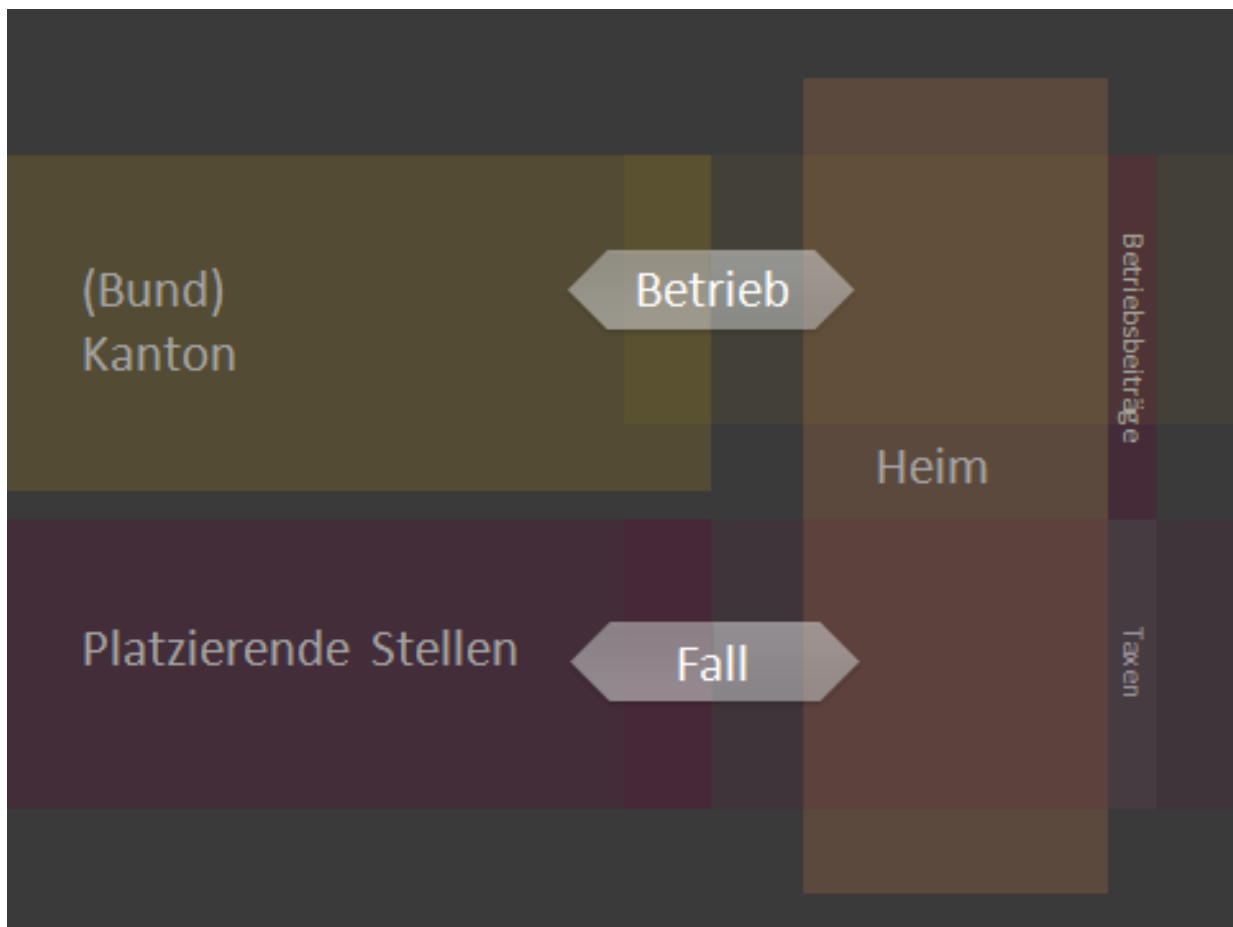 (Bund)
Kanton
Betrieb
Betriebsbeiträge
Heim
Platzierende Stellen
Fall
Taxen